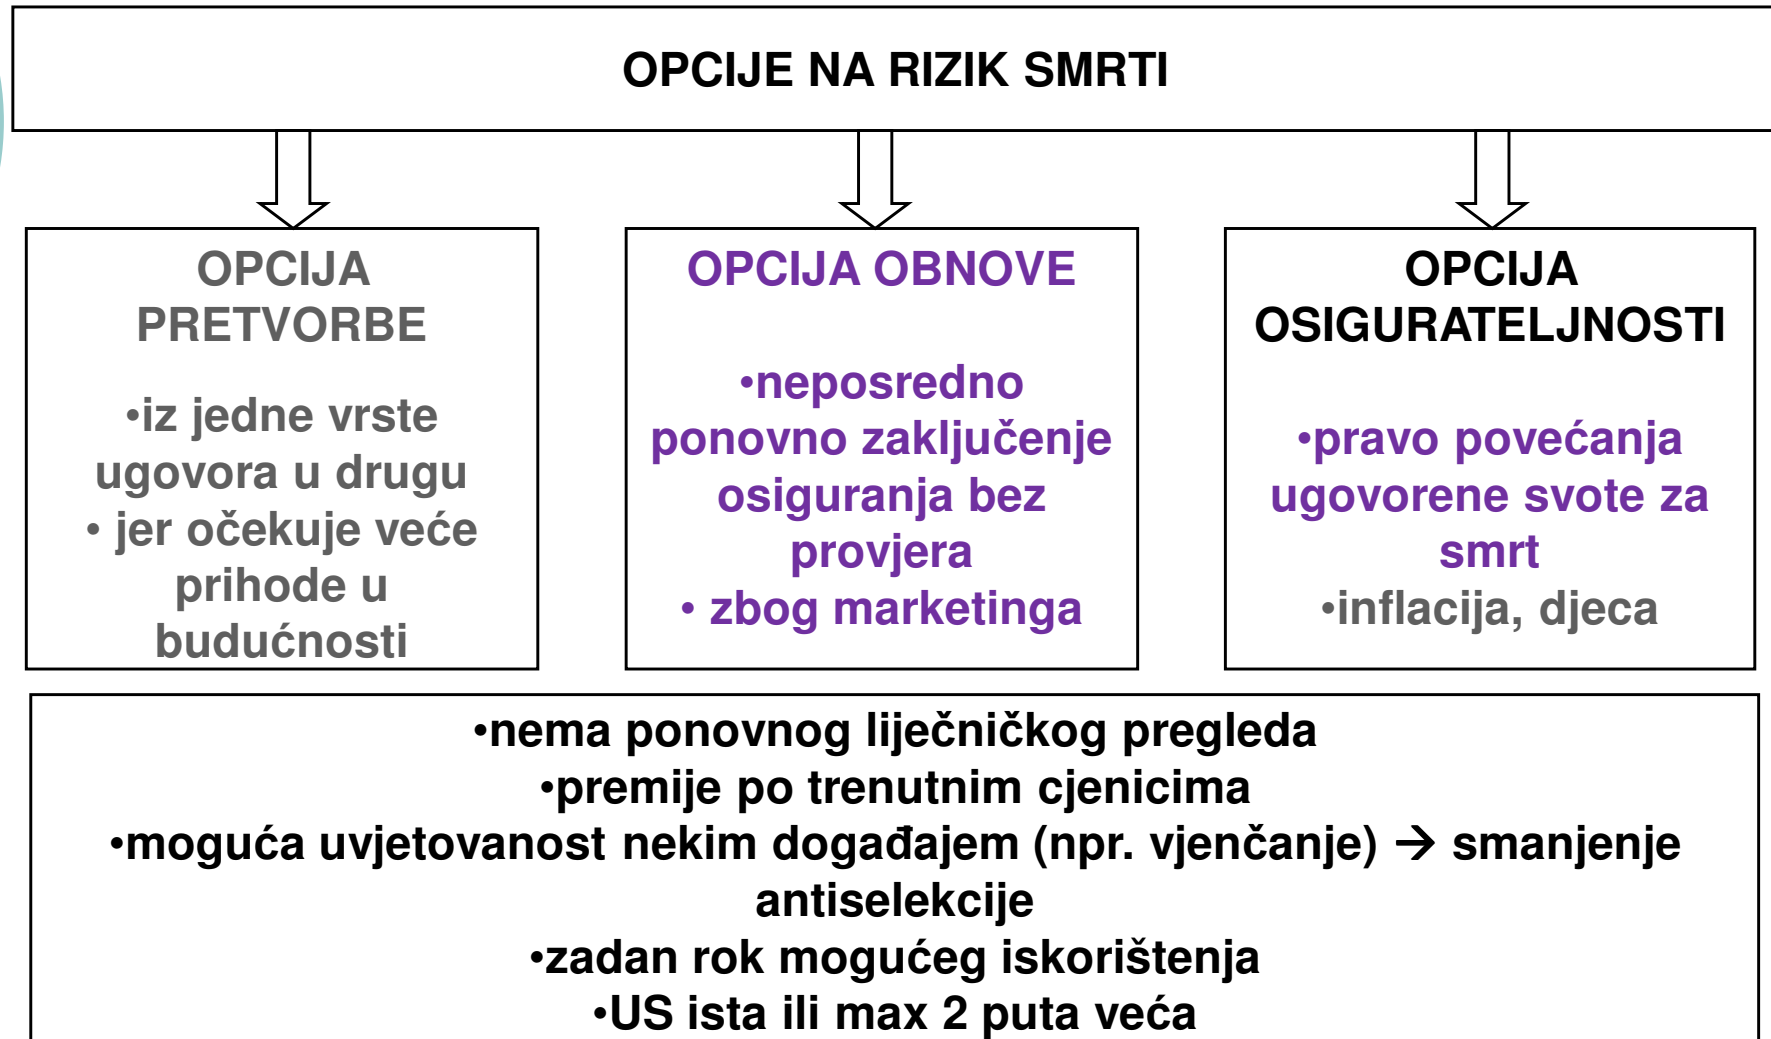 OPCIJE NA RIZIK SMRTI
OPCIJA
PRETVORBE
•iz jedne vrste
ugovora u drugu
• jer očekuje veće
prihode u
budućnosti
OPCIJA OBNOVE
•neposredno
ponovno zaključenje
osiguranja bez
provjera
• zbog marketinga
OPCIJA
OSIGURATELJNOSTI
•pravo povećanja
ugovorene svote za
smrt
•inflacija, djeca
•nema ponovnog liječničkog pregleda
•premije po trenutnim cjenicima
•moguća uvjetovanost nekim događajem (npr. vjenčanje) → smanjenje
antiselekcije
•zadan rok mogućeg iskorištenja
•US ista ili max 2 puta veća